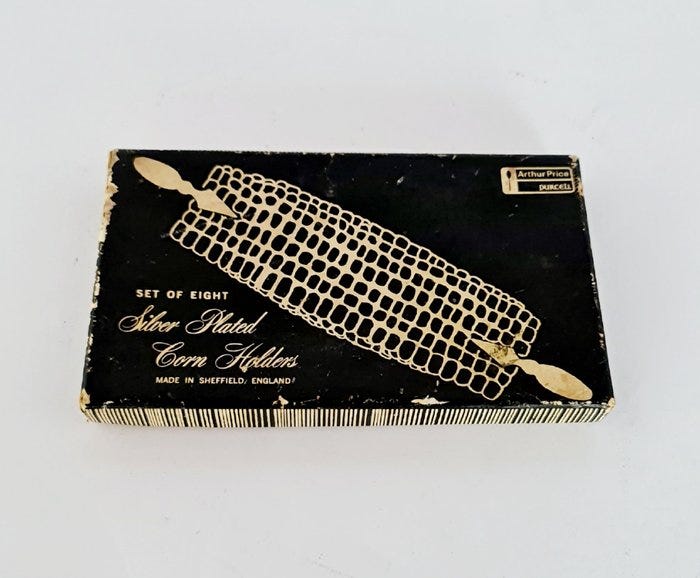 Arthur Price
PURCELL
SET OF EIGHT
Silver Plated
Corn Holders
MADE IN SHEFFIELD, ENGLAND